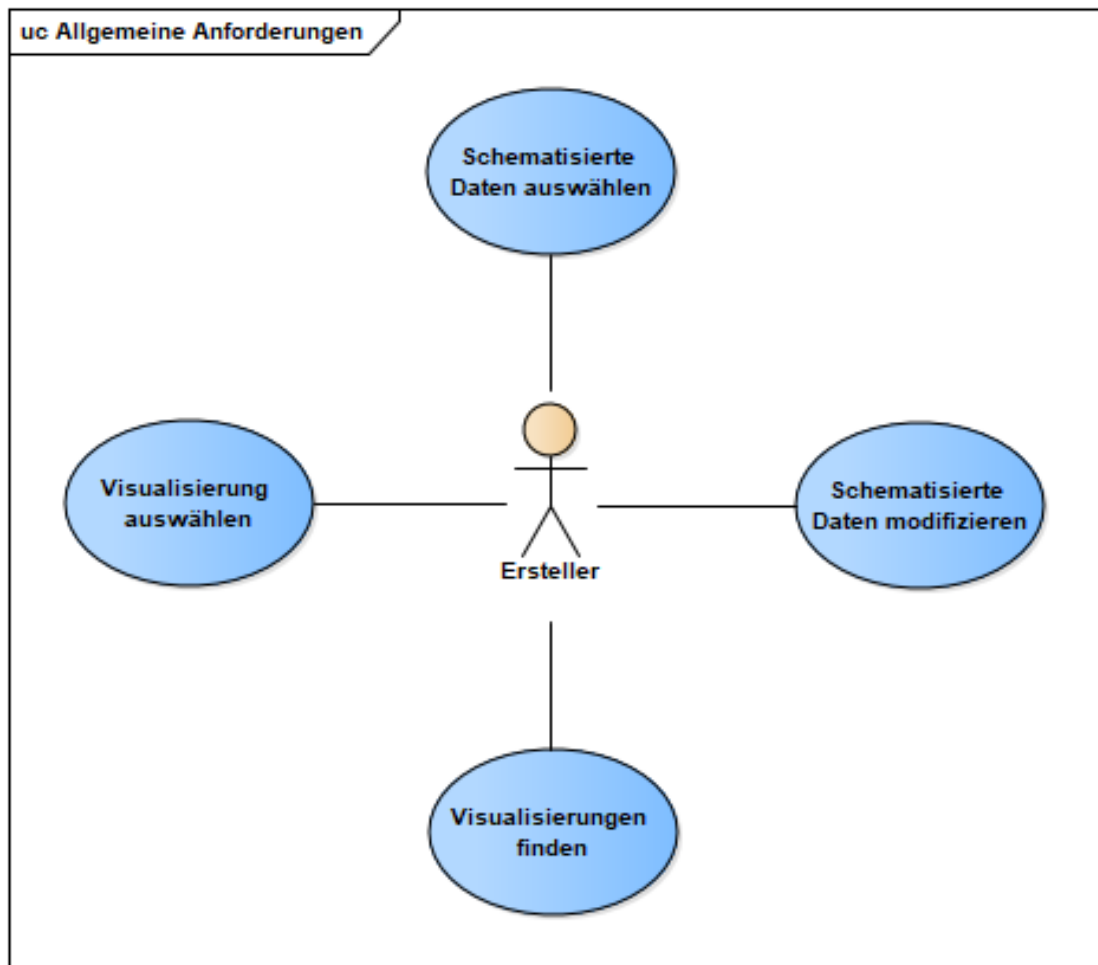 uc Allgemeine Anforderungen
Schematisierte
Daten auswählen
Visualisierung
auswählen
Schematisierte
Daten modifizieren
Ersteller
Visualisierungen
finden